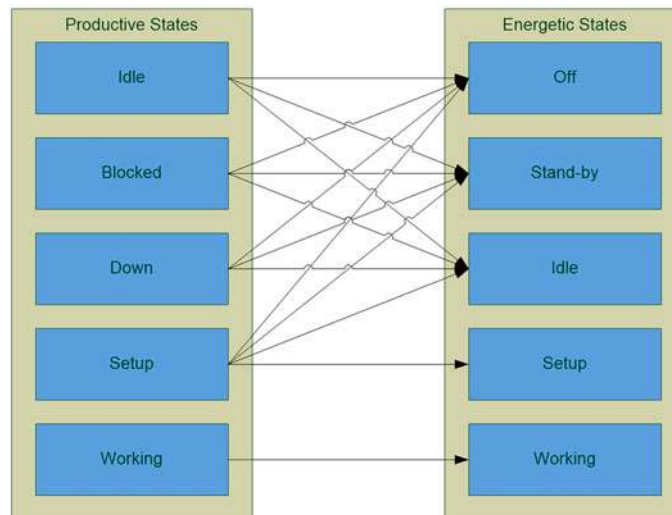 Productive States
Idle
Blocked
Down
Setup
Working
Energetic States
Off
Stand-by
Idle
Setup
Working